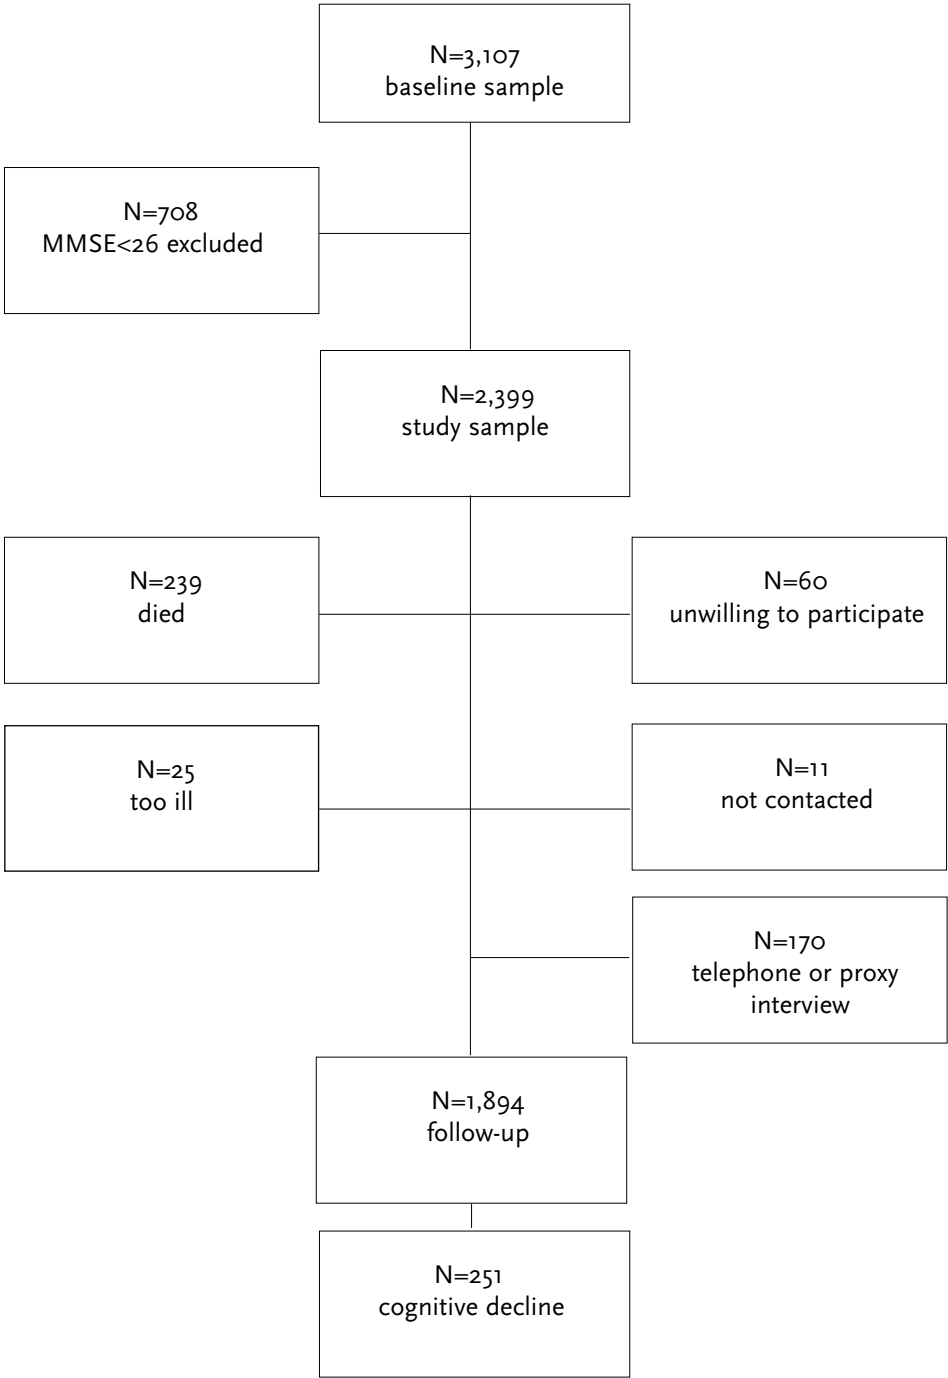 N=3,107
baseline sample
N=708
MMSE<26 excluded
N=2,399
study sample
N=239
died
N=60
unwilling to participate
N=25
too ill
N=11
not contacted
N=170
telephone or proxy
interview
N=1,894
follow-up
N=251
cognitive decline